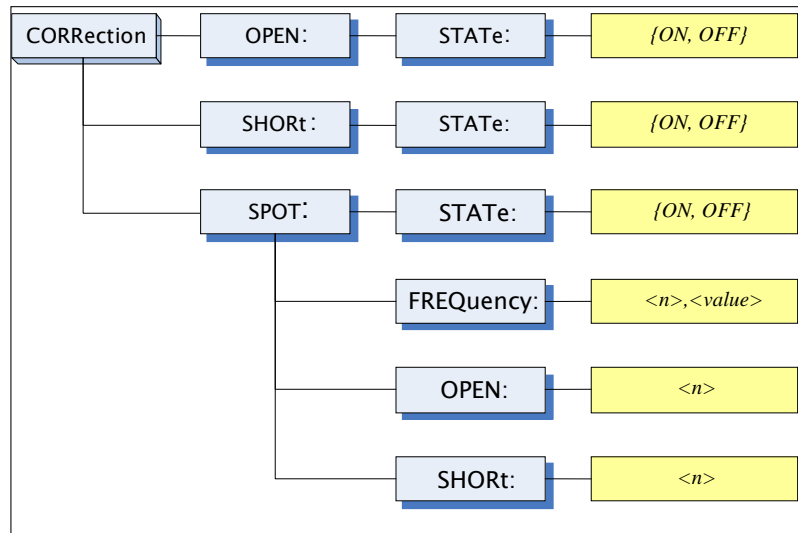 CORRection OPEN: STATe: {ON, OFF}
SHORt: STATe: {ON, OFF}
SPOT: STATe: {ON, OFF}
FREQuency: <n>,<value>
OPEN: <n>
SHORt: <n>